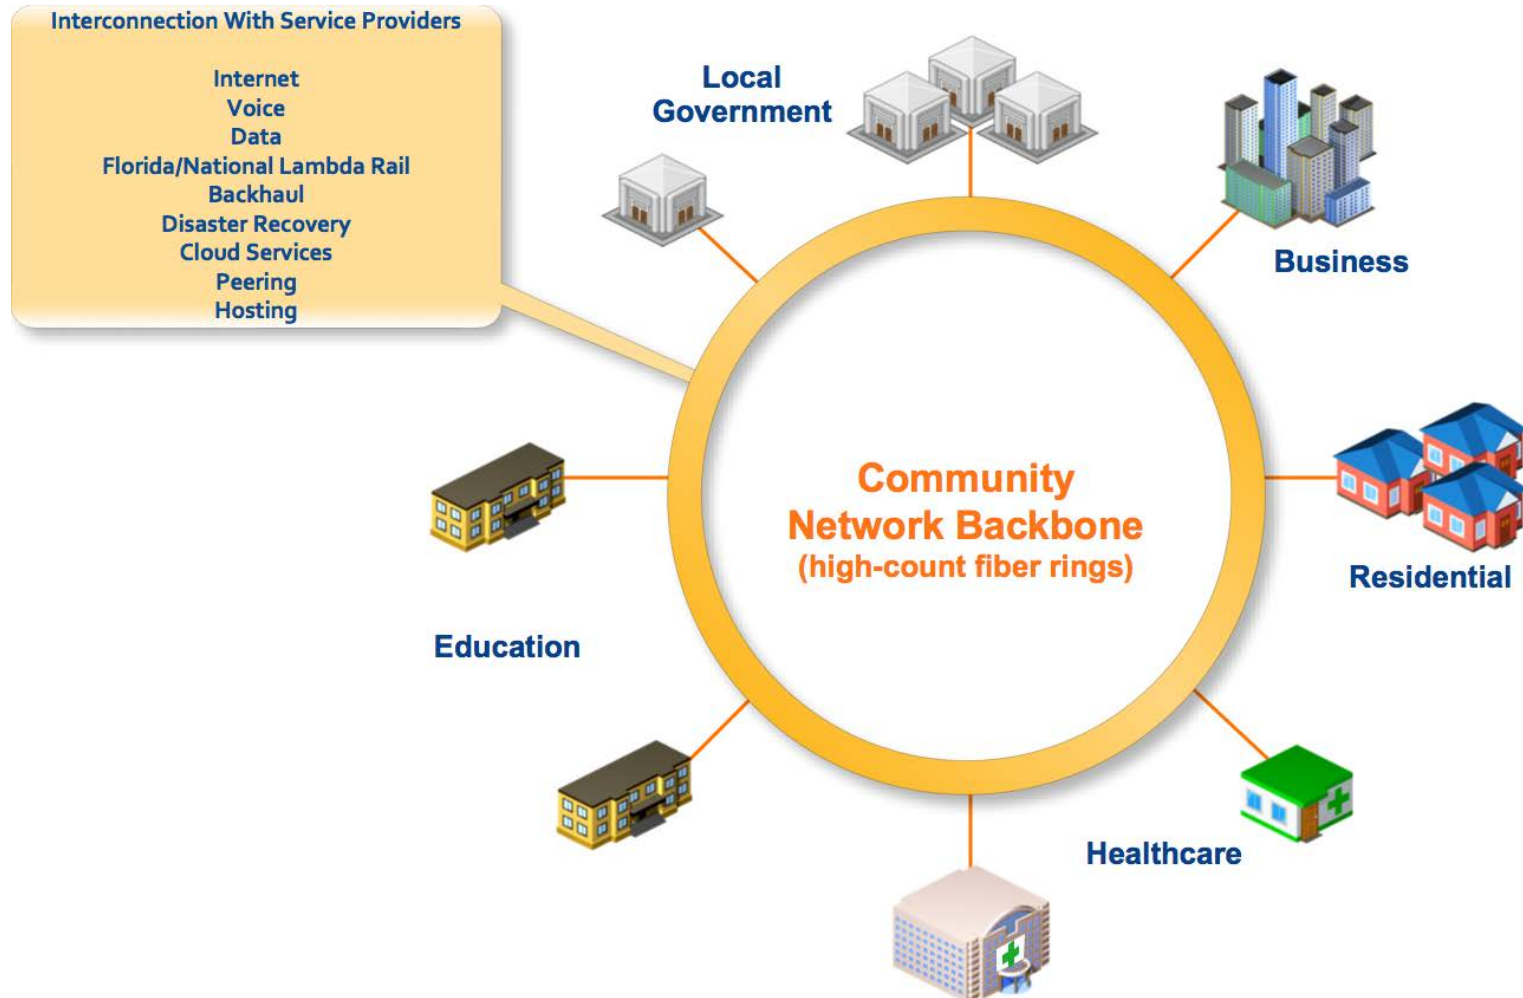 Interconnection With Service Providers
Internet
Voice
Data
Florida/National Lambda Rail
Backhaul
Disaster Recovery
Cloud Services
Peering
Hosting
Local
Government
Business
Community
Network Backbone
(high-count fiber rings)
Residential
Education
Healthcare